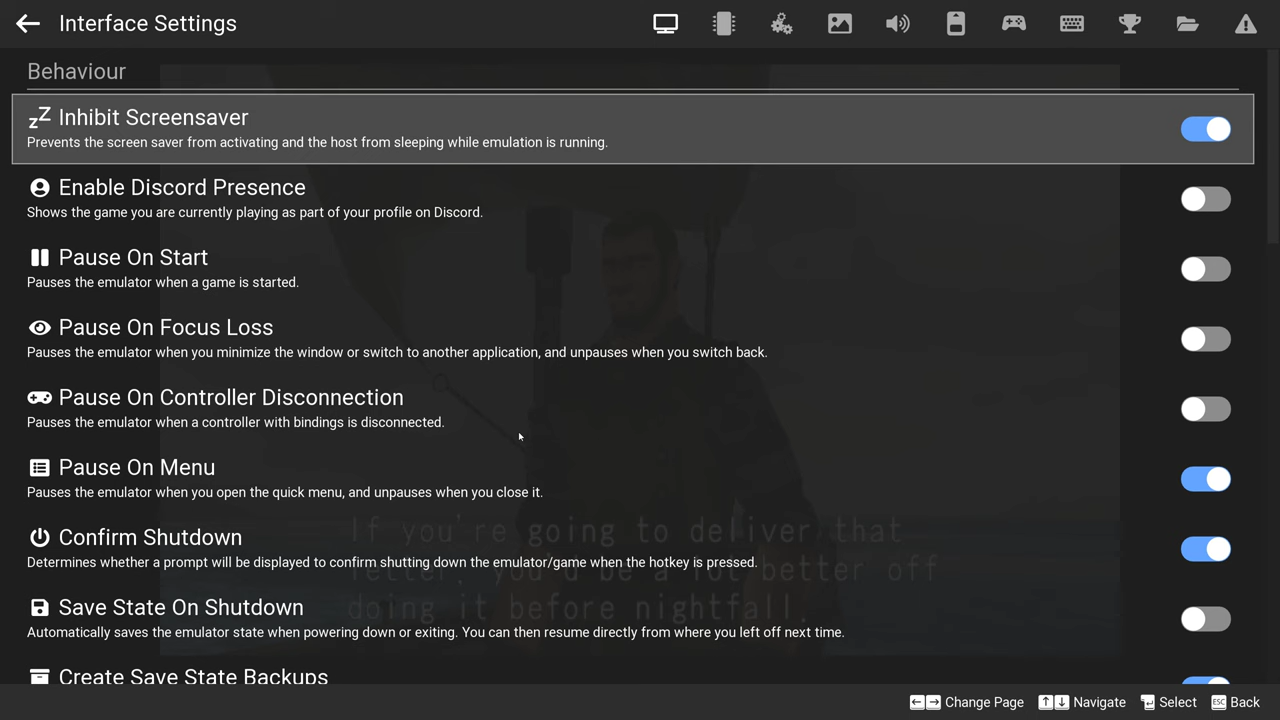 Interface Settings
Behaviour
Inhibit Screensaver
Prevents the screen saver from activating and the host from sleeping while emulation is running.
Enable Discord Presence
Shows the game you are currently playing as part of your profile on Discord.
Pause On Start
Pauses the emulator when a game is started.
Pause On Focus Loss
Pauses the emulator when you minimize the window or switch to another application, and unpauses when you switch back.
Pause On Controller Disconnection
Pauses the emulator when a controller with bindings is disconnected.
Pause On Menu
Pauses the emulator when you open the quick menu, and unpauses when you close it.
If you're going to deliver that
Confirm Shutdown
Determines whether a prompt will be displayed to confirm shutting down the emulator/game when the hotkey is pressed.
letter, you'd be a lot better off
Save State On Shutdown
doing it before nightfall.
Automatically saves the emulator state when powering down or exiting. You can then resume directly from where you left off next time.
Create Save State Backups
Change Page Navigate Select ESC Back